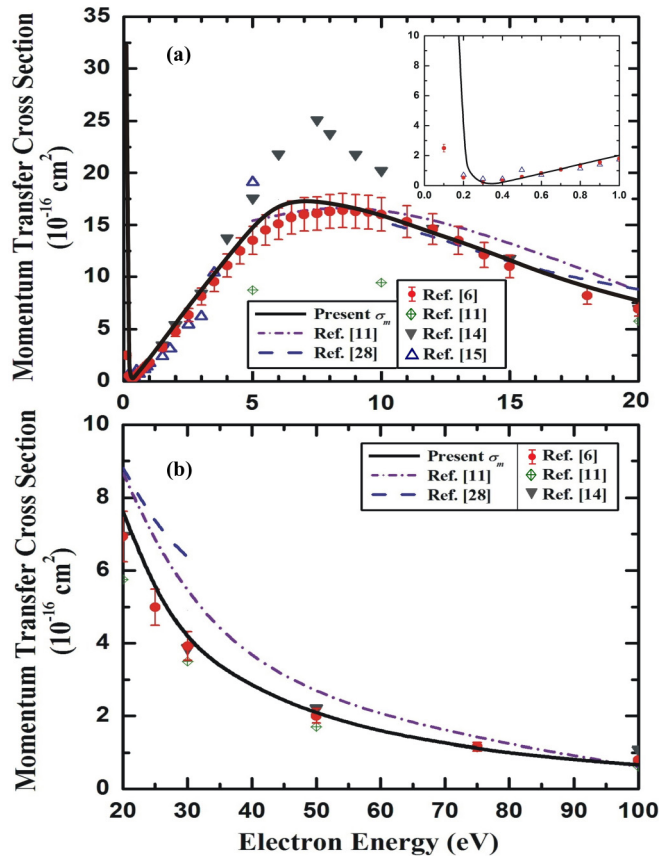 Momentum Transfer Cross Section
(10⁻¹⁶ cm²)
35
30
25
20
15
10
5
0
(a)
10
8
6
4
2
0
0.0 0.2 0.4 0.6 0.8 1.0
Present σm
Ref. [11]
Ref. [28]
Ref. [6]
Ref. [11]
Ref. [14]
Ref. [15]
0 5 10 15 20
Momentum Transfer Cross Section
(10⁻¹⁶ cm²)
10
8
6
4
2
0
(b)
Present σm
Ref. [11]
Ref. [28]
Ref. [6]
Ref. [11]
Ref. [14]
20 30 40 50 60 70 80 90 100
Electron Energy (eV)